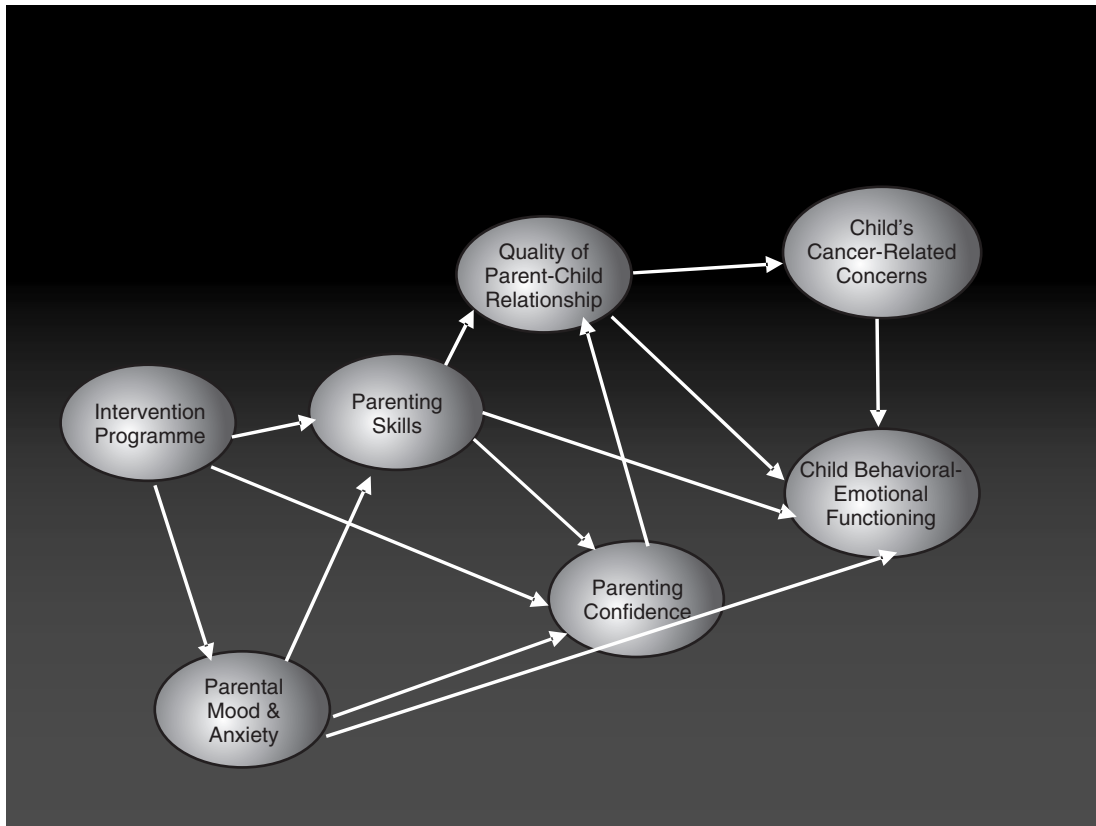 Quality of
Parent-Child
Relationship
Child's
Cancer-Related
Concerns
Intervention
Programme
Parenting
Skills
Child Behavioral-
Emotional
Functioning
Parenting
Confidence
Parental
Mood &
Anxiety